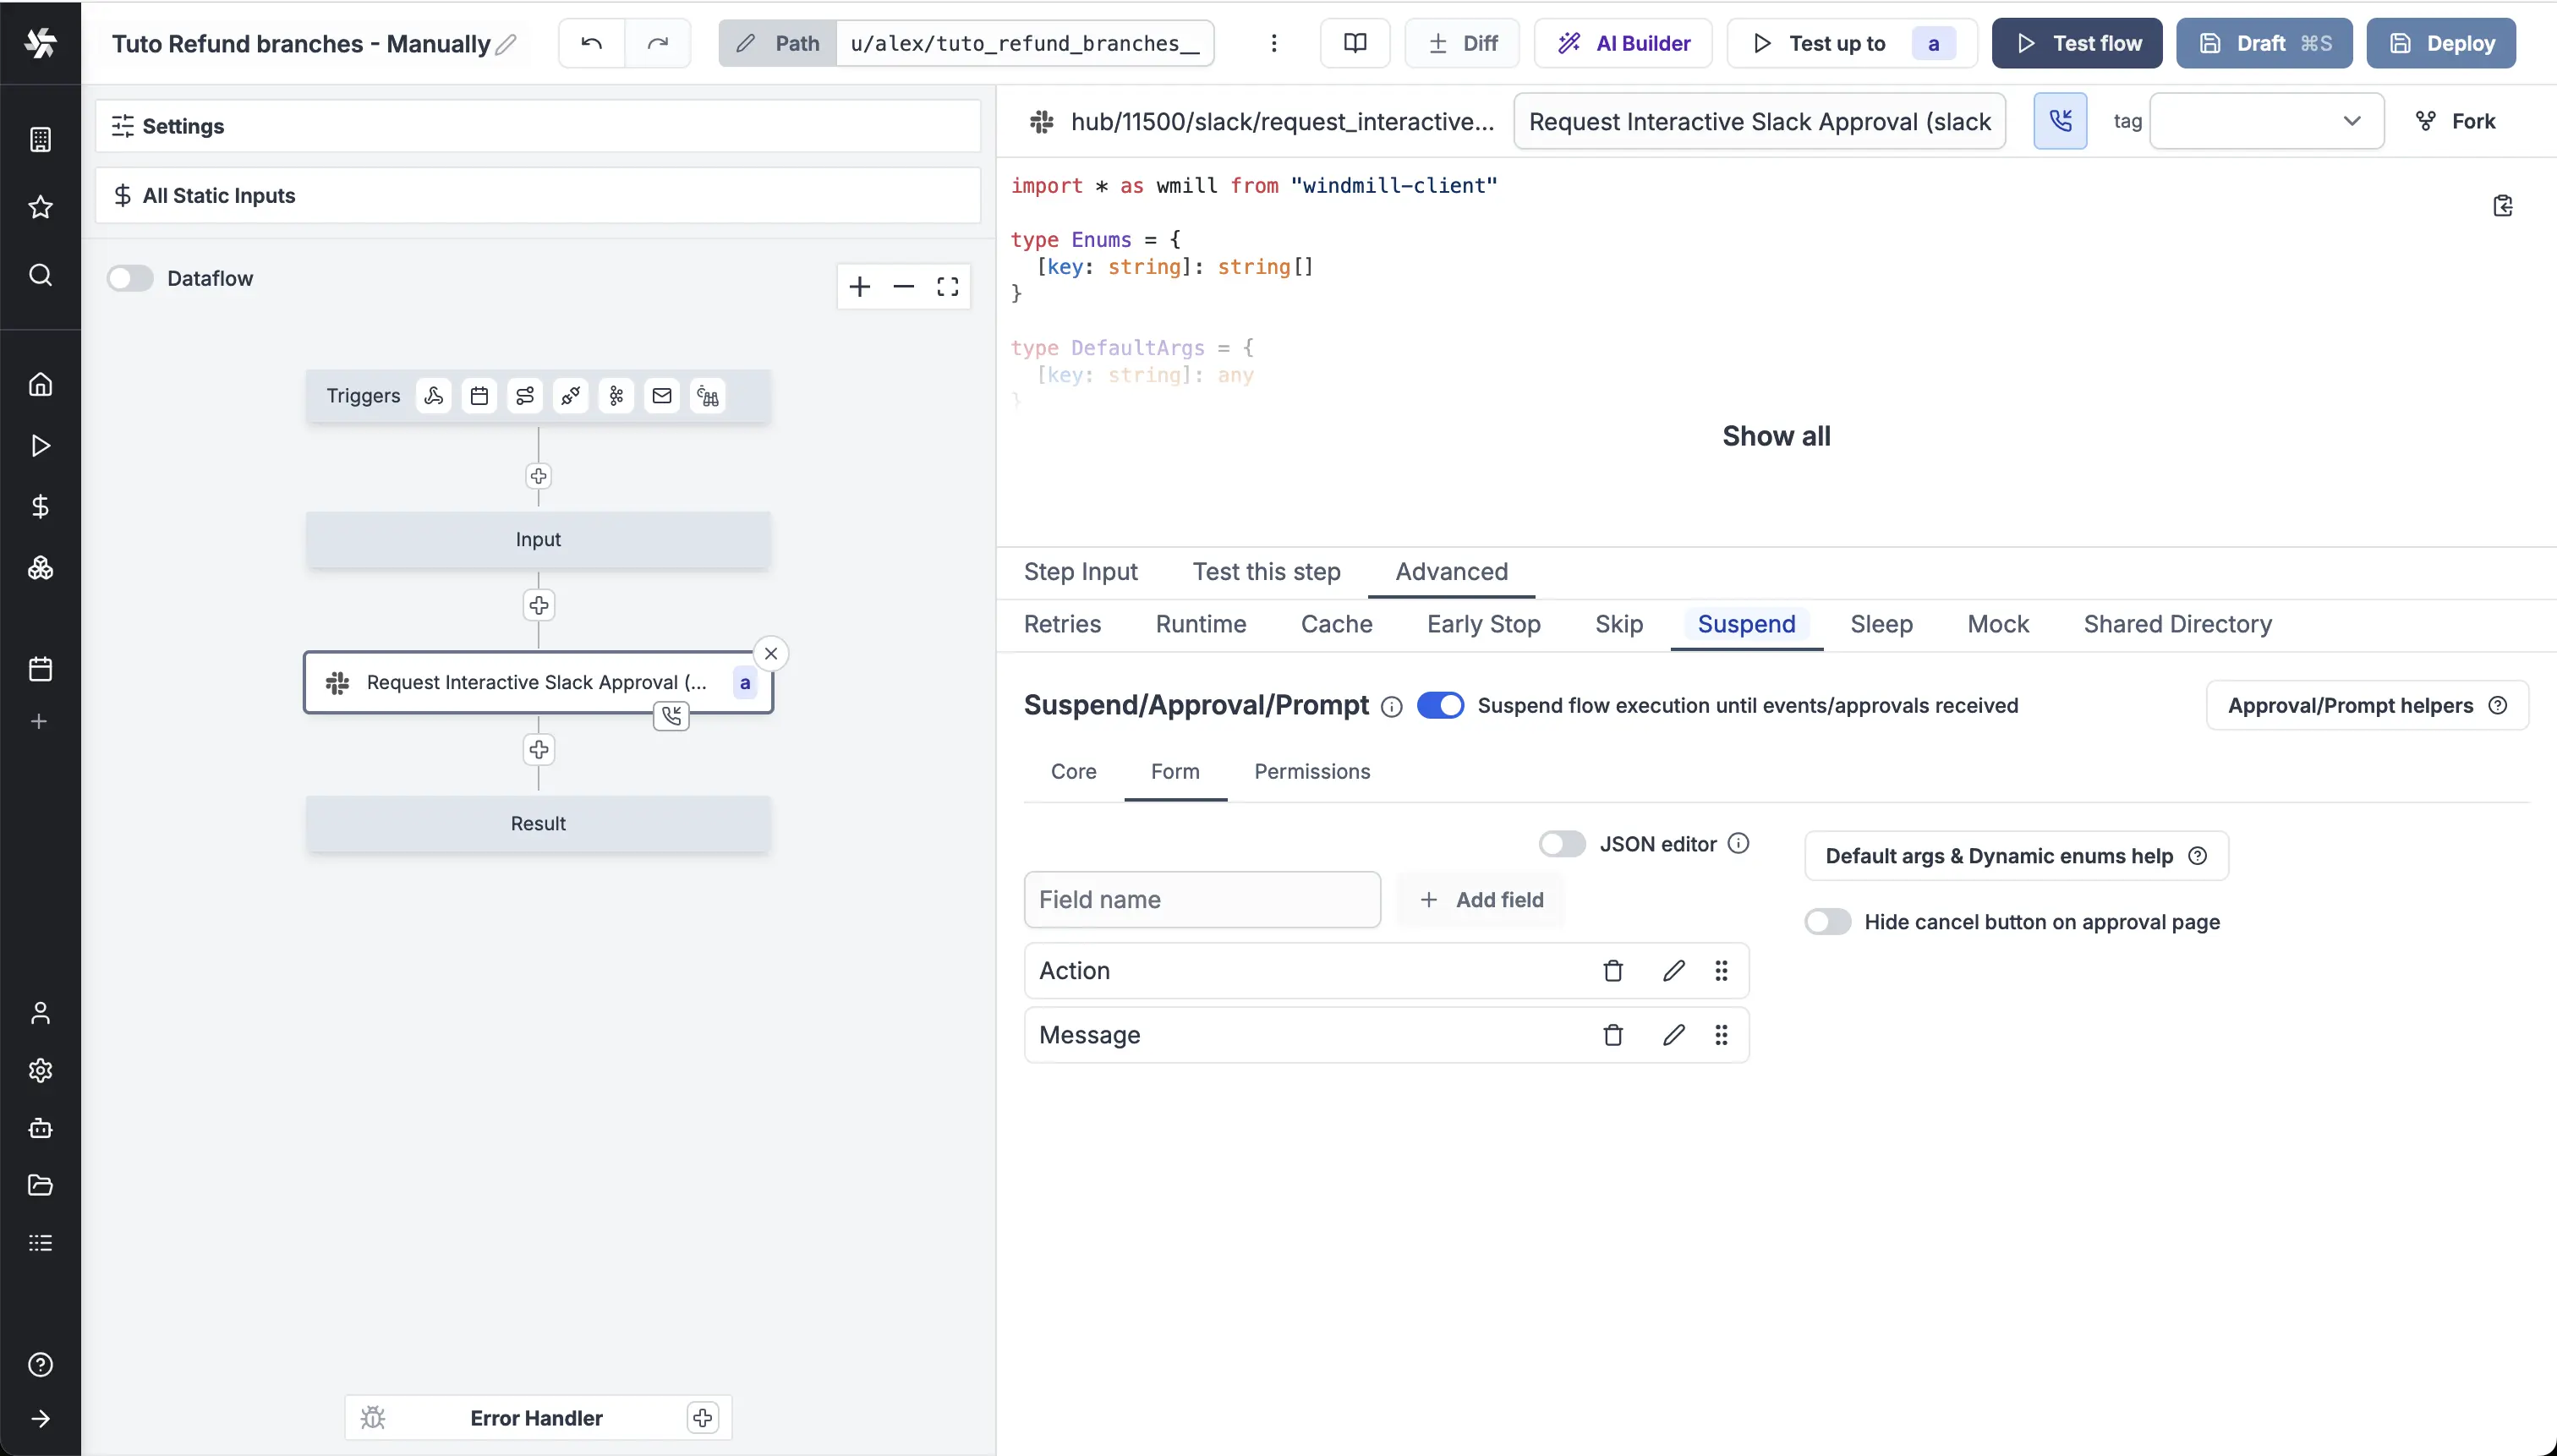 Tuto Refund branches - Manually
Path
u/alex/tuto_refund_branches__
Diff
AI Builder
Test up to
a
Test flow
Draft ⌘S
Deploy
Settings
All Static Inputs
Dataflow
Triggers
Input
Request Interactive Slack Approval (...
a
Result
Error Handler
hub/11500/slack/request_interactive...
Request Interactive Slack Approval (slack
tag
Fork
import * as wmill from "windmill-client"
type Enums = {
[key: string]: string[]
}
type DefaultArgs = {
[key: string]: any
}
Show all
Step Input
Test this step
Advanced
Retries
Runtime
Cache
Early Stop
Skip
Suspend
Sleep
Mock
Shared Directory
Suspend/Approval/Prompt
Suspend flow execution until events/approvals received
Approval/Prompt helpers
Core
Form
Permissions
JSON editor
Default args & Dynamic enums help
Field name
Add field
Hide cancel button on approval page
Action
Message